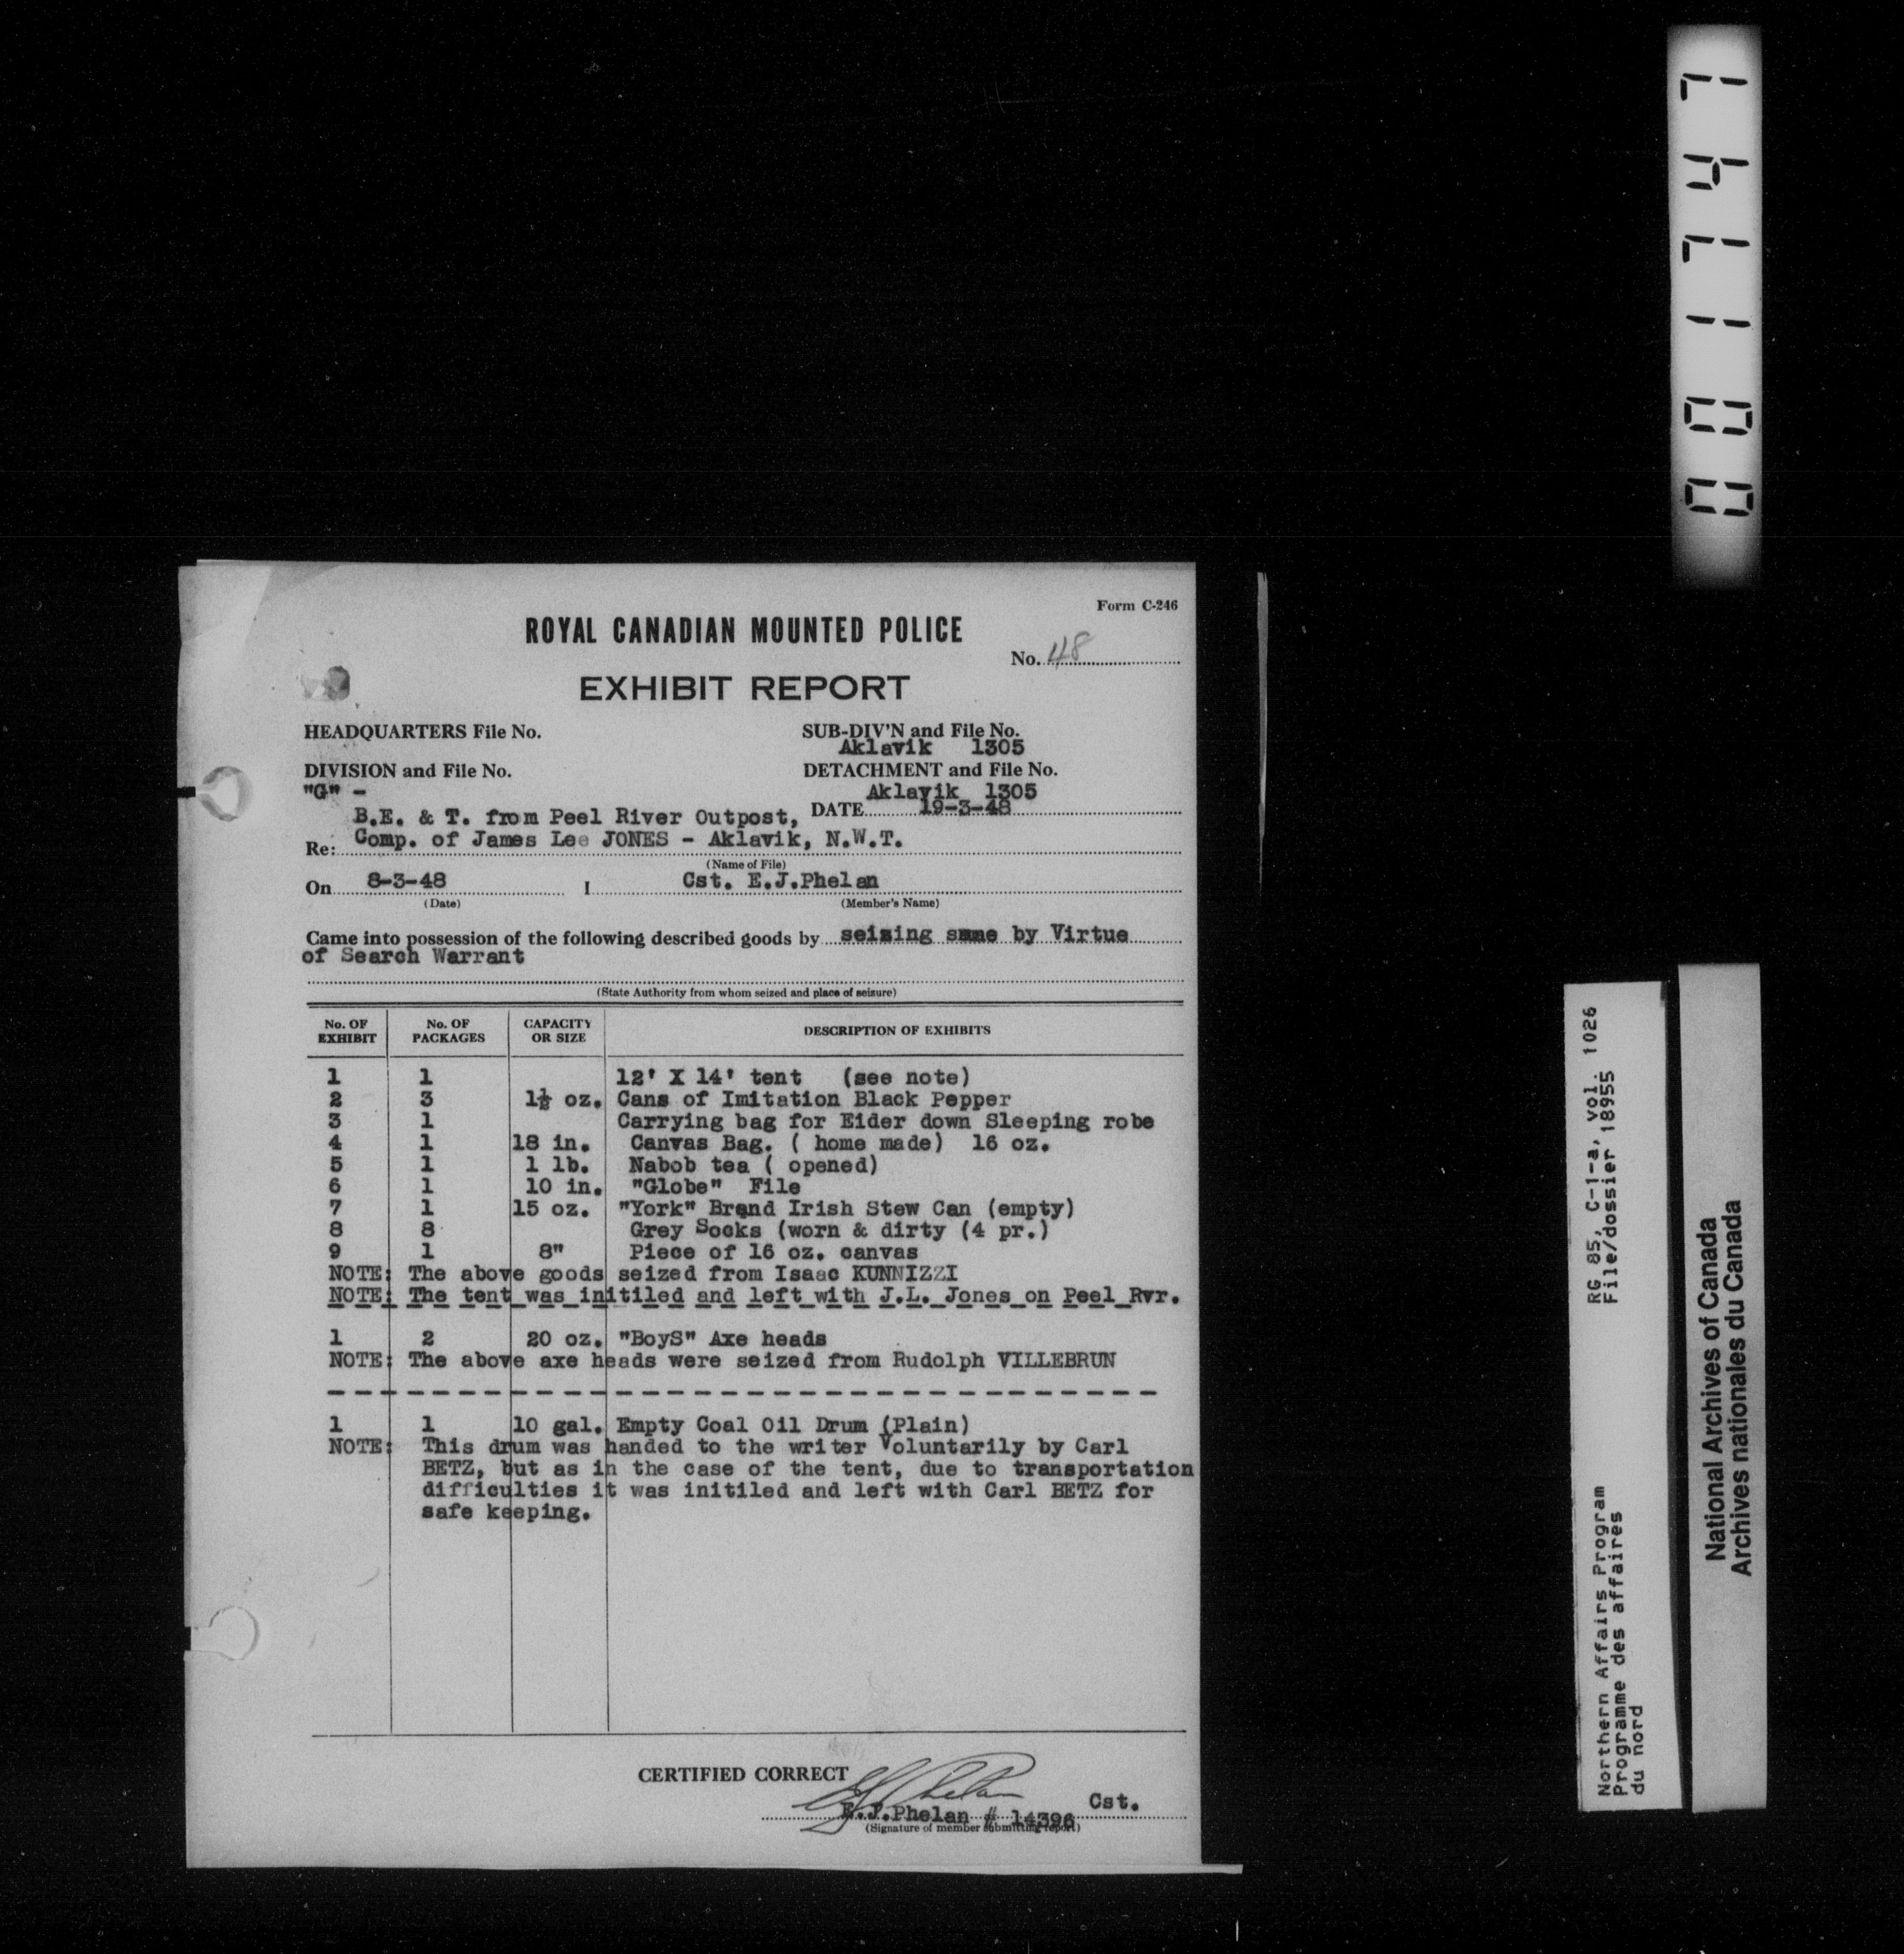 Form C-246
ROYAL CANADIAN MOUNTED POLICE
No. 48
EXHIBIT REPORT
HEADQUARTERS File No.
SUB-DIV'N and File No.
Aklavik 1305
DIVISION and File No.
DETACHMENT and File No.
"G" -
Aklavik 1305
B.E. & T. from Peel River Outpost, DATE 19-3-48
Re: Comp. of James Lee JONES - Aklavik, N.W.T.
(Name of File)
On 8-3-48 I Cst. E.J.Phelan
(Date) (Member's Name)
Came into possession of the following described goods by seizing same by Virtue
of Search Warrant
(State Authority from whom seized and place of seizure)
No. OF EXHIBIT No. OF PACKAGES CAPACITY OR SIZE DESCRIPTION OF EXHIBITS
1 1 12' X 14' tent (see note)
2 3 1½ oz. Cans of Imitation Black Pepper
3 1 Carrying bag for Eider down Sleeping robe
4 1 18 in. Canvas Bag. ( home made) 16 oz.
5 1 1 lb. Nabob tea ( opened)
6 1 10 in. "Globe" File
7 1 15 oz. "York" Brand Irish Stew Can (empty)
8 8 Grey Socks (worn & dirty (4 pr.)
9 1 8" Piece of 16 oz. canvas
NOTE: The above goods seized from Isaac KUNNIZZI
NOTE: The tent was initiled and left with J.L. Jones on Peel Rvr.
1 2 20 oz. "BoyS" Axe heads
NOTE: The above axe heads were seized from Rudolph VILLEBRUN
1 1 10 gal. Empty Coal Oil Drum (Plain)
NOTE: This drum was handed to the writer Voluntarily by Carl
BETZ, but as in the case of the tent, due to transportation
difficulties it was initiled and left with Carl BETZ for
safe keeping.
CERTIFIED CORRECT
EJPhelan
E.J.Phelan # 14396 Cst.
(Signature of member submitting report)
001747
RG 85, C-1-a, vol. 1026
File/dossier 18955
Northern Affairs Program
Programme des affaires
du nord
National Archives of Canada
Archives nationales du Canada